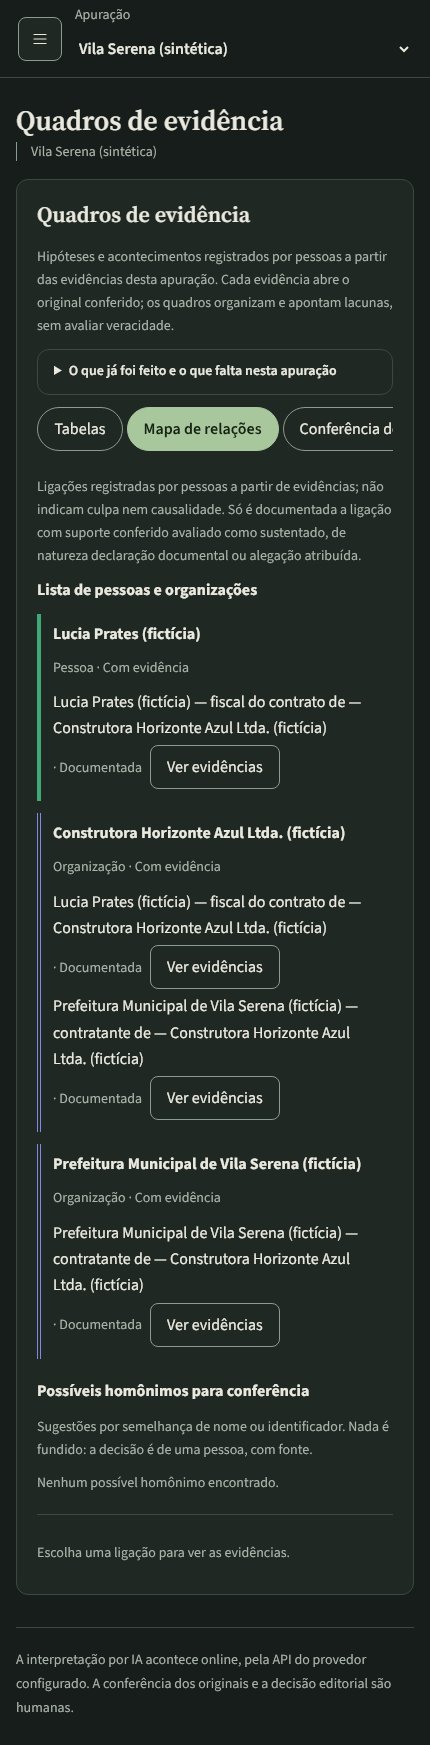 Apuração
Vila Serena (sintética)
Quadros de evidência
Vila Serena (sintética)
Quadros de evidência
Hipóteses e acontecimentos registrados por pessoas a partir
das evidências desta apuração. Cada evidência abre o
original conferido; os quadros organizam e apontam lacunas,
sem avaliar veracidade.
O que já foi feito e o que falta nesta apuração
Tabelas
Mapa de relações
Conferência d
Ligações registradas por pessoas a partir de evidências; não
indicam culpa nem causalidade. Só é documentada a ligação
com suporte conferido avaliado como sustentado, de
natureza declaração documental ou alegação atribuída.
Lista de pessoas e organizações
Lucia Prates (fictícia)
Pessoa · Com evidência
Lucia Prates (fictícia) — fiscal do contrato de —
Construtora Horizonte Azul Ltda. (fictícia)
· Documentada
Ver evidências
Construtora Horizonte Azul Ltda. (fictícia)
Organização · Com evidência
Lucia Prates (fictícia) — fiscal do contrato de —
Construtora Horizonte Azul Ltda. (fictícia)
· Documentada
Ver evidências
Prefeitura Municipal de Vila Serena (fictícia) —
contratante de — Construtora Horizonte Azul
Ltda. (fictícia)
· Documentada
Ver evidências
Prefeitura Municipal de Vila Serena (fictícia)
Organização · Com evidência
Prefeitura Municipal de Vila Serena (fictícia) —
contratante de — Construtora Horizonte Azul
Ltda. (fictícia)
· Documentada
Ver evidências
Possíveis homônimos para conferência
Sugestões por semelhança de nome ou identificador. Nada é
fundido: a decisão é de uma pessoa, com fonte.
Nenhum possível homônimo encontrado.
Escolha uma ligação para ver as evidências.
A interpretação por IA acontece online, pela API do provedor
configurado. A conferência dos originais e a decisão editorial são
humanas.